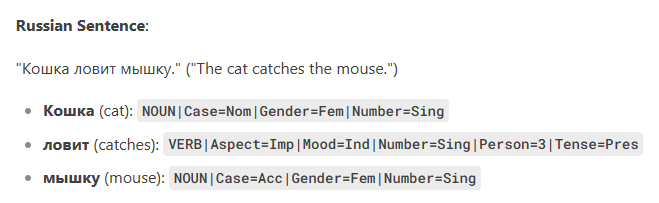 Russian Sentence:
"Кошка ловит мышку." ("The cat catches the mouse.")
Кошка (cat): NOUN|Case=Nom|Gender=Fem|Number=Sing
ловит (catches): VERB|Aspect=Imp|Mood=Ind|Number=Sing|Person=3|Tense=Pres
мышку (mouse): NOUN|Case=Acc|Gender=Fem|Number=Sing